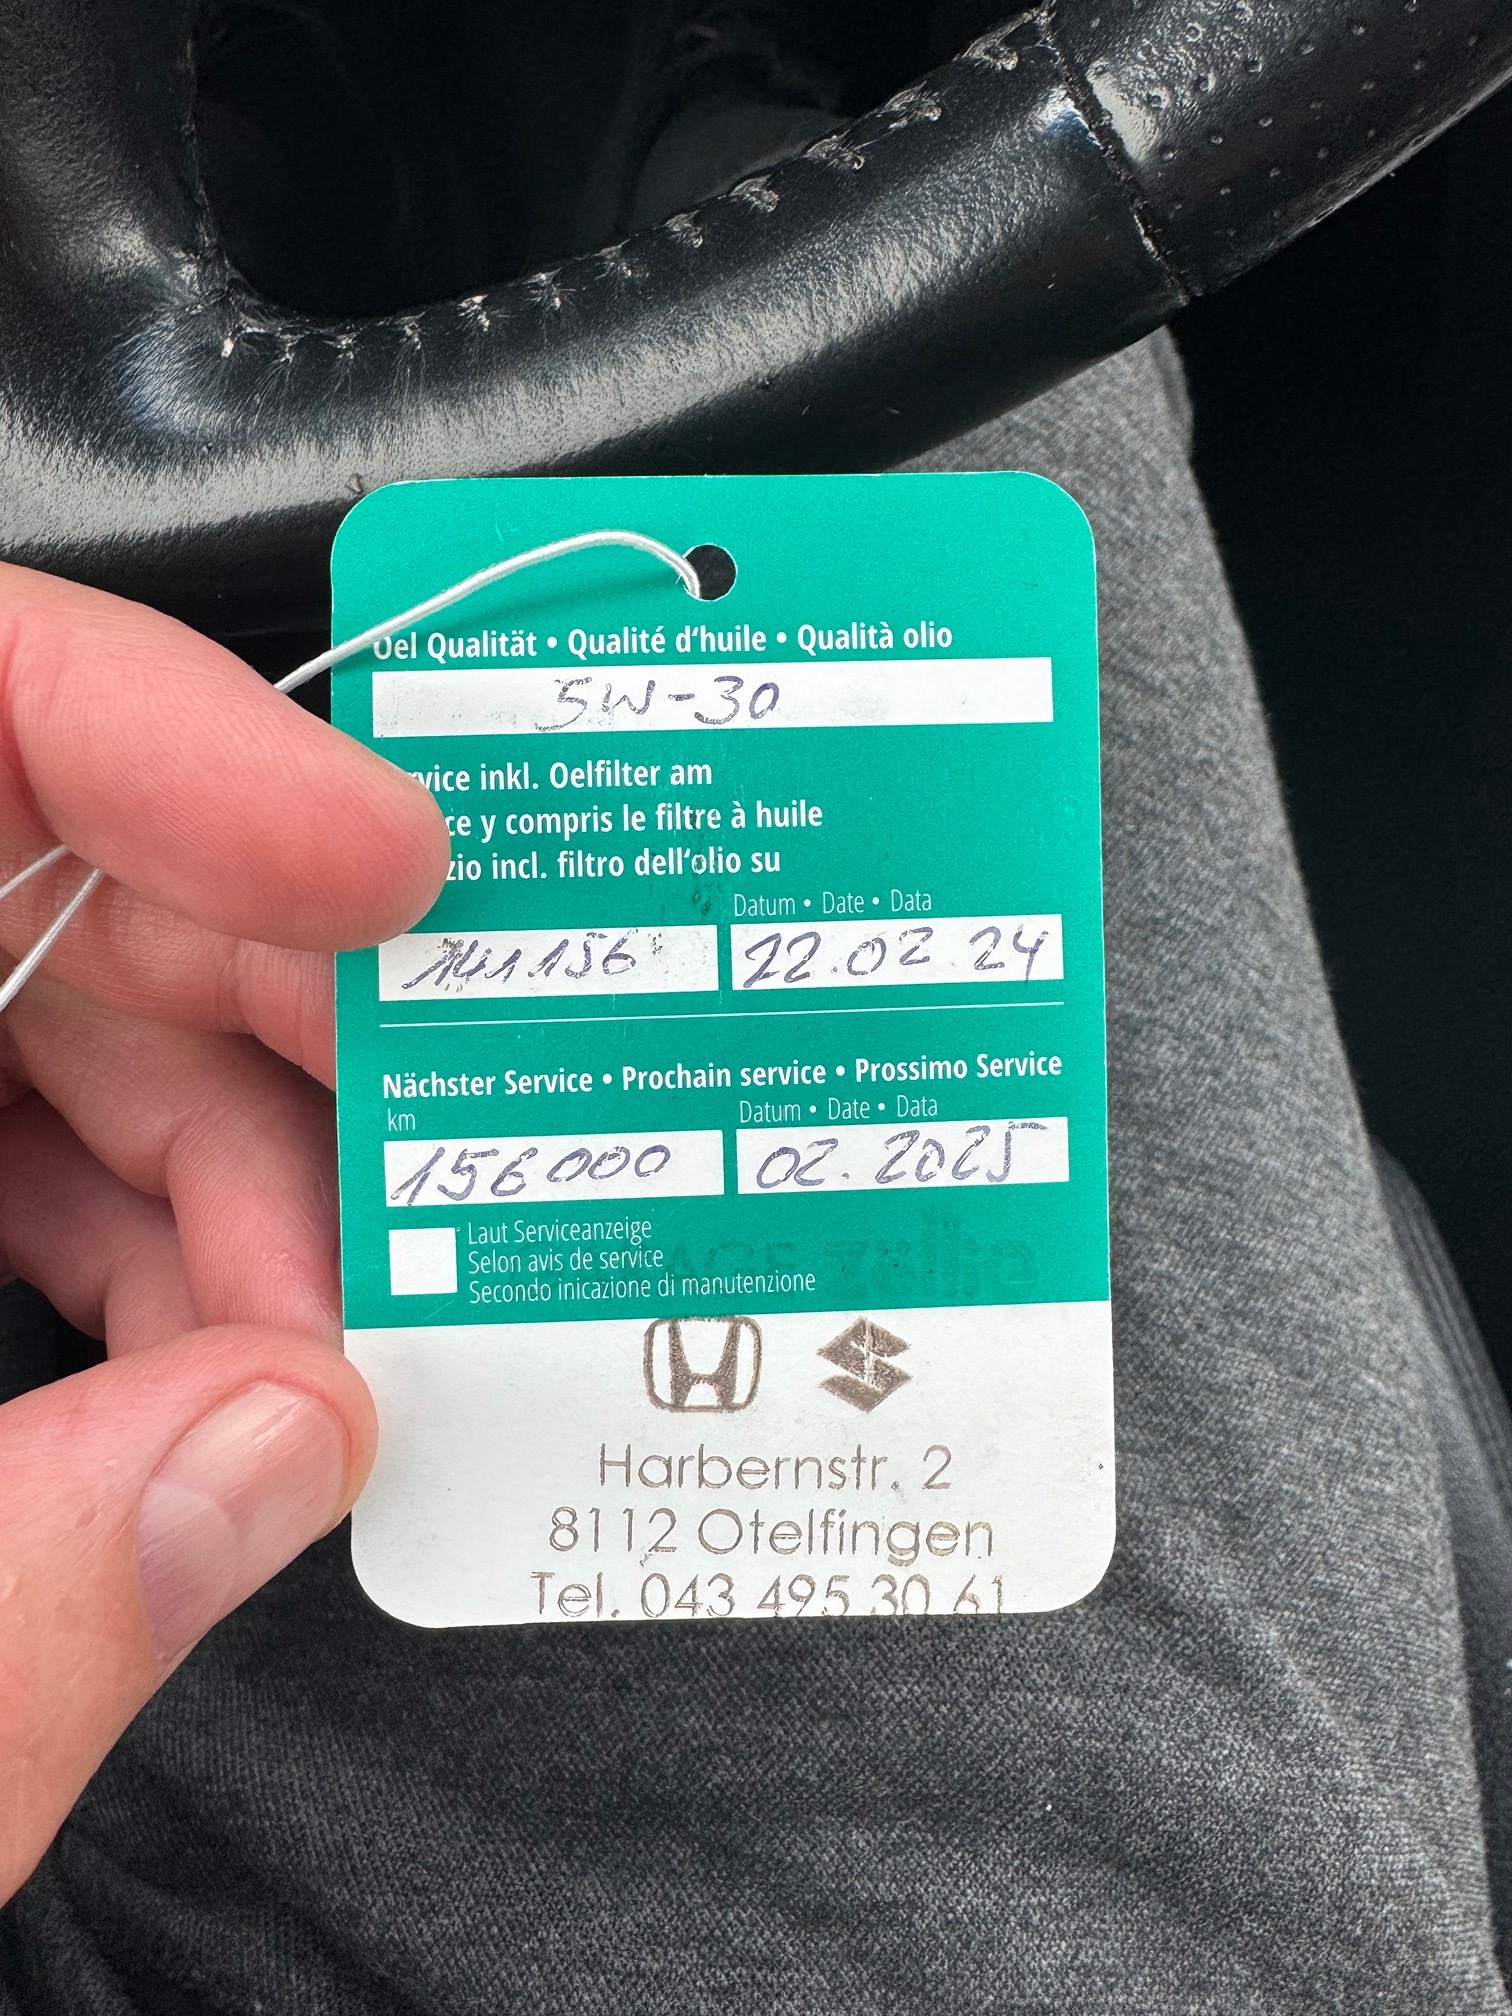 Oel Qualität • Qualité d'huile • Qualità olio
5W-30
inkl. Oelfilter am
y compris le filtre à huile
incl. filtro dell'olio su
Datum • Date • Data
141156 22.02 24
Nächster Service • Prochain service • Prossimo Service
km Datum • Date • Data
156000 02.2025
Laut Serviceanzeige
Selon avis de service
Secondo inicazione di manutenzione
Harbernstr. 2
8112 Otelfingen
Tel. 043 495 30 61